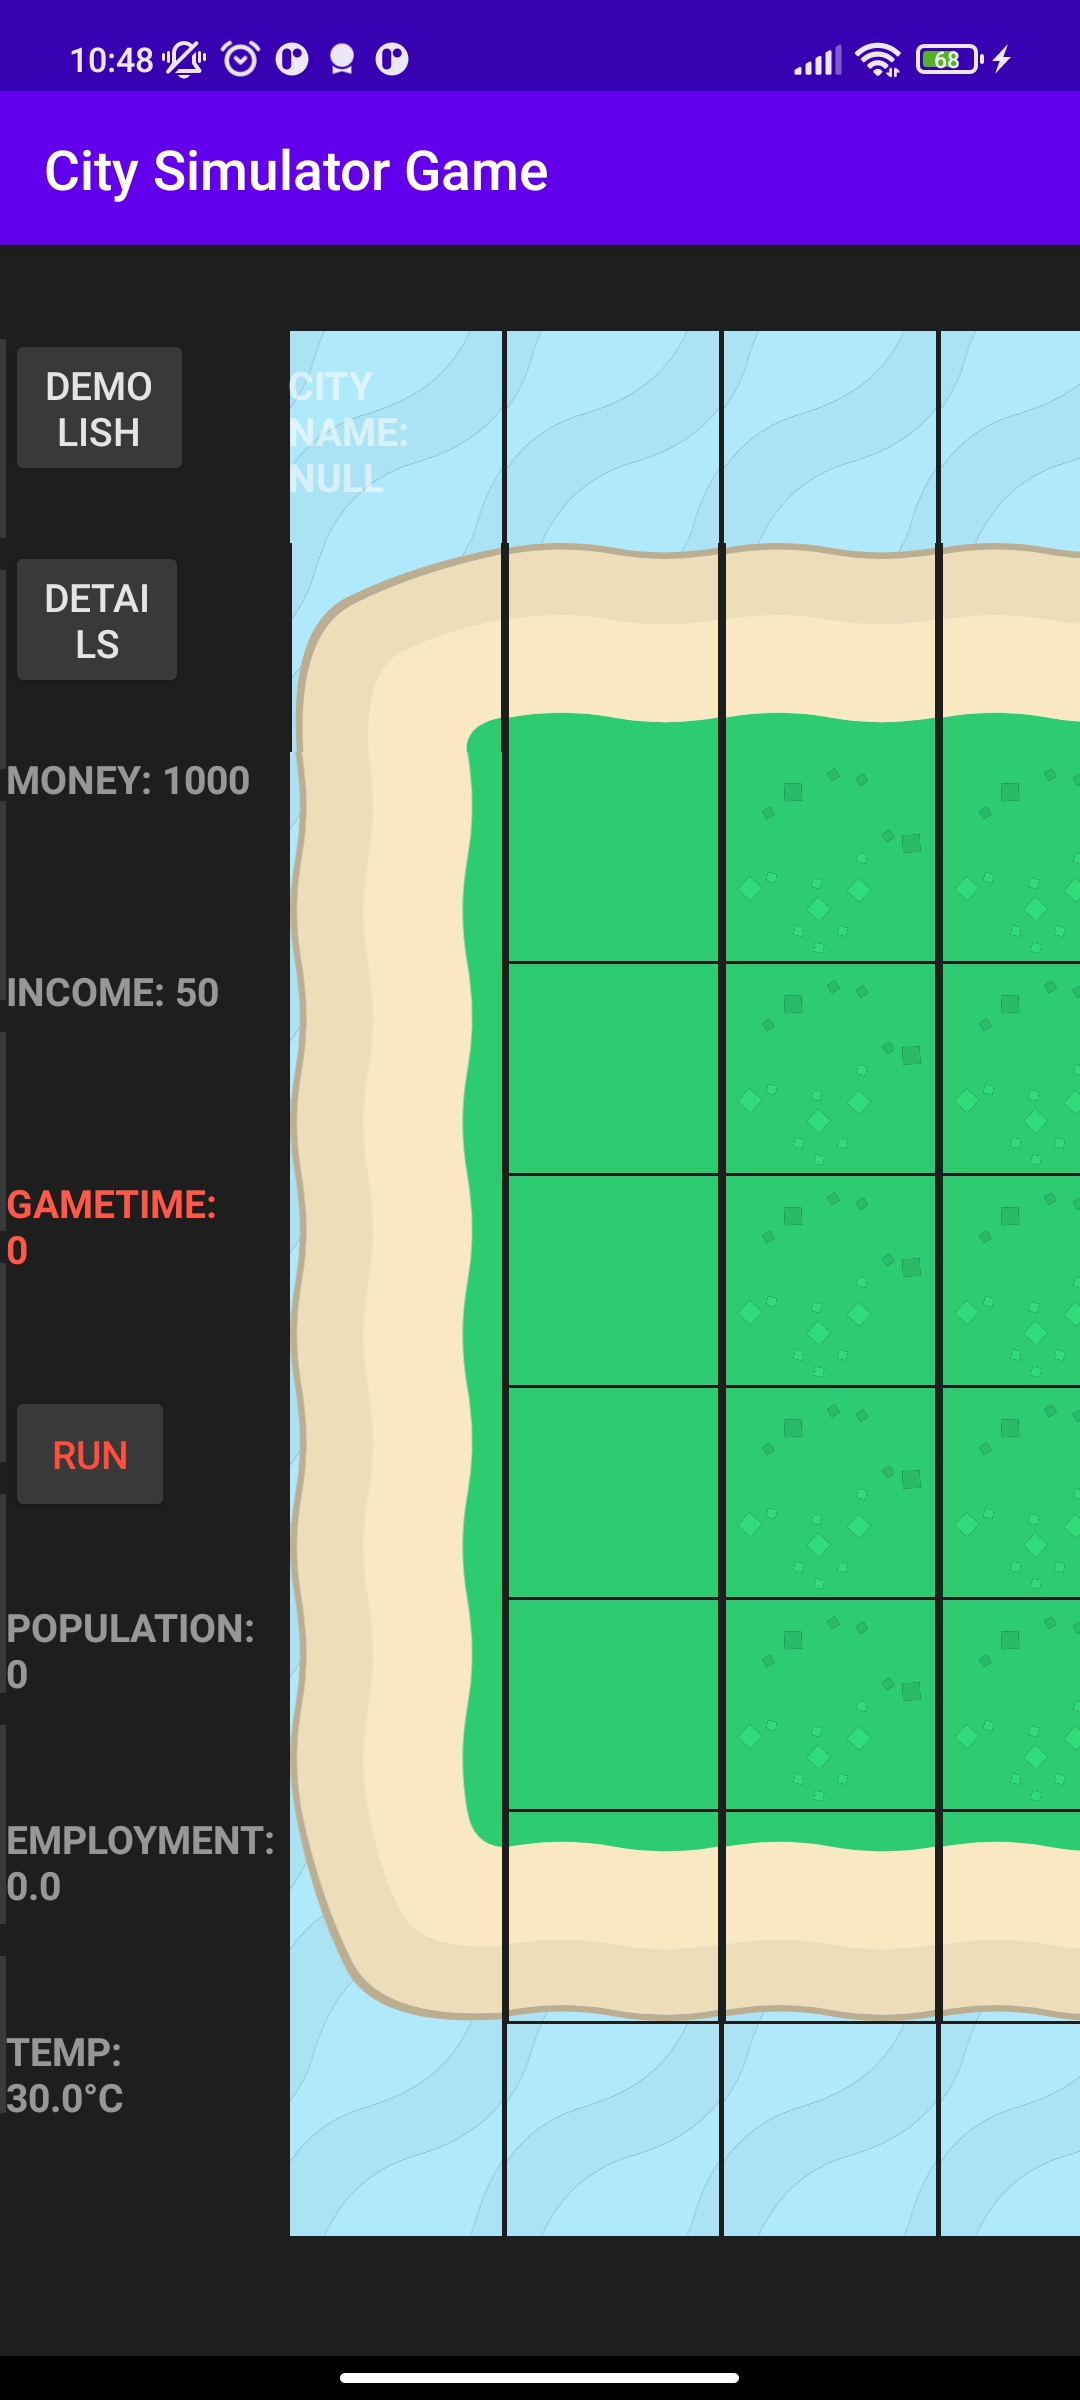 10:48
68
City Simulator Game
DEMO
LISH
CITY
NAME:
NULL
DETAI
LS
MONEY: 1000
INCOME: 50
GAMETIME:
0
RUN
POPULATION:
0
EMPLOYMENT:
0.0
TEMP:
30.0°C